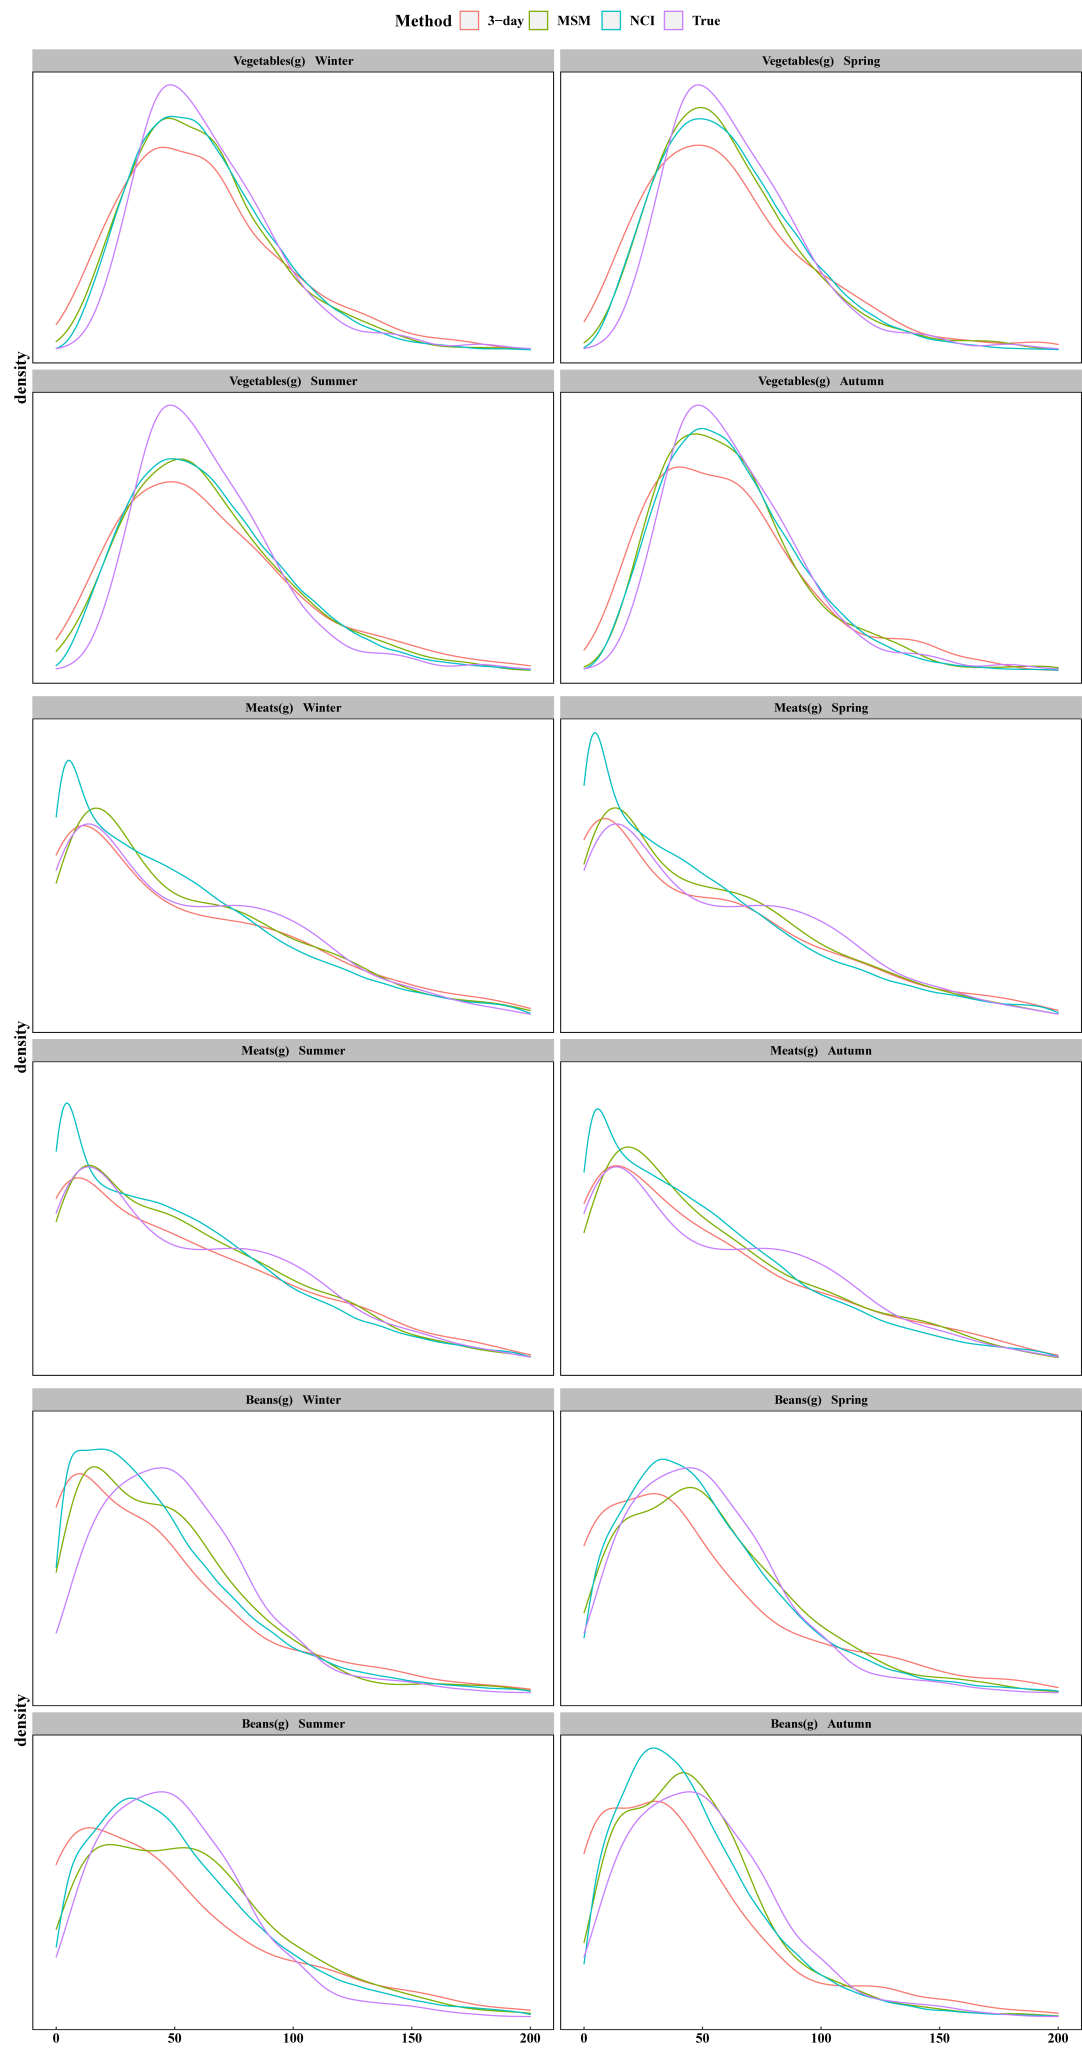 Method 3−day MSM NCI True
Vegetables(g) Winter
Vegetables(g) Spring
density
Vegetables(g) Summer
Vegetables(g) Autumn
Meats(g) Winter
Meats(g) Spring
density
Meats(g) Summer
Meats(g) Autumn
Beans(g) Winter
Beans(g) Spring
density
Beans(g) Summer
Beans(g) Autumn
0 50 100 150 200
0 50 100 150 200